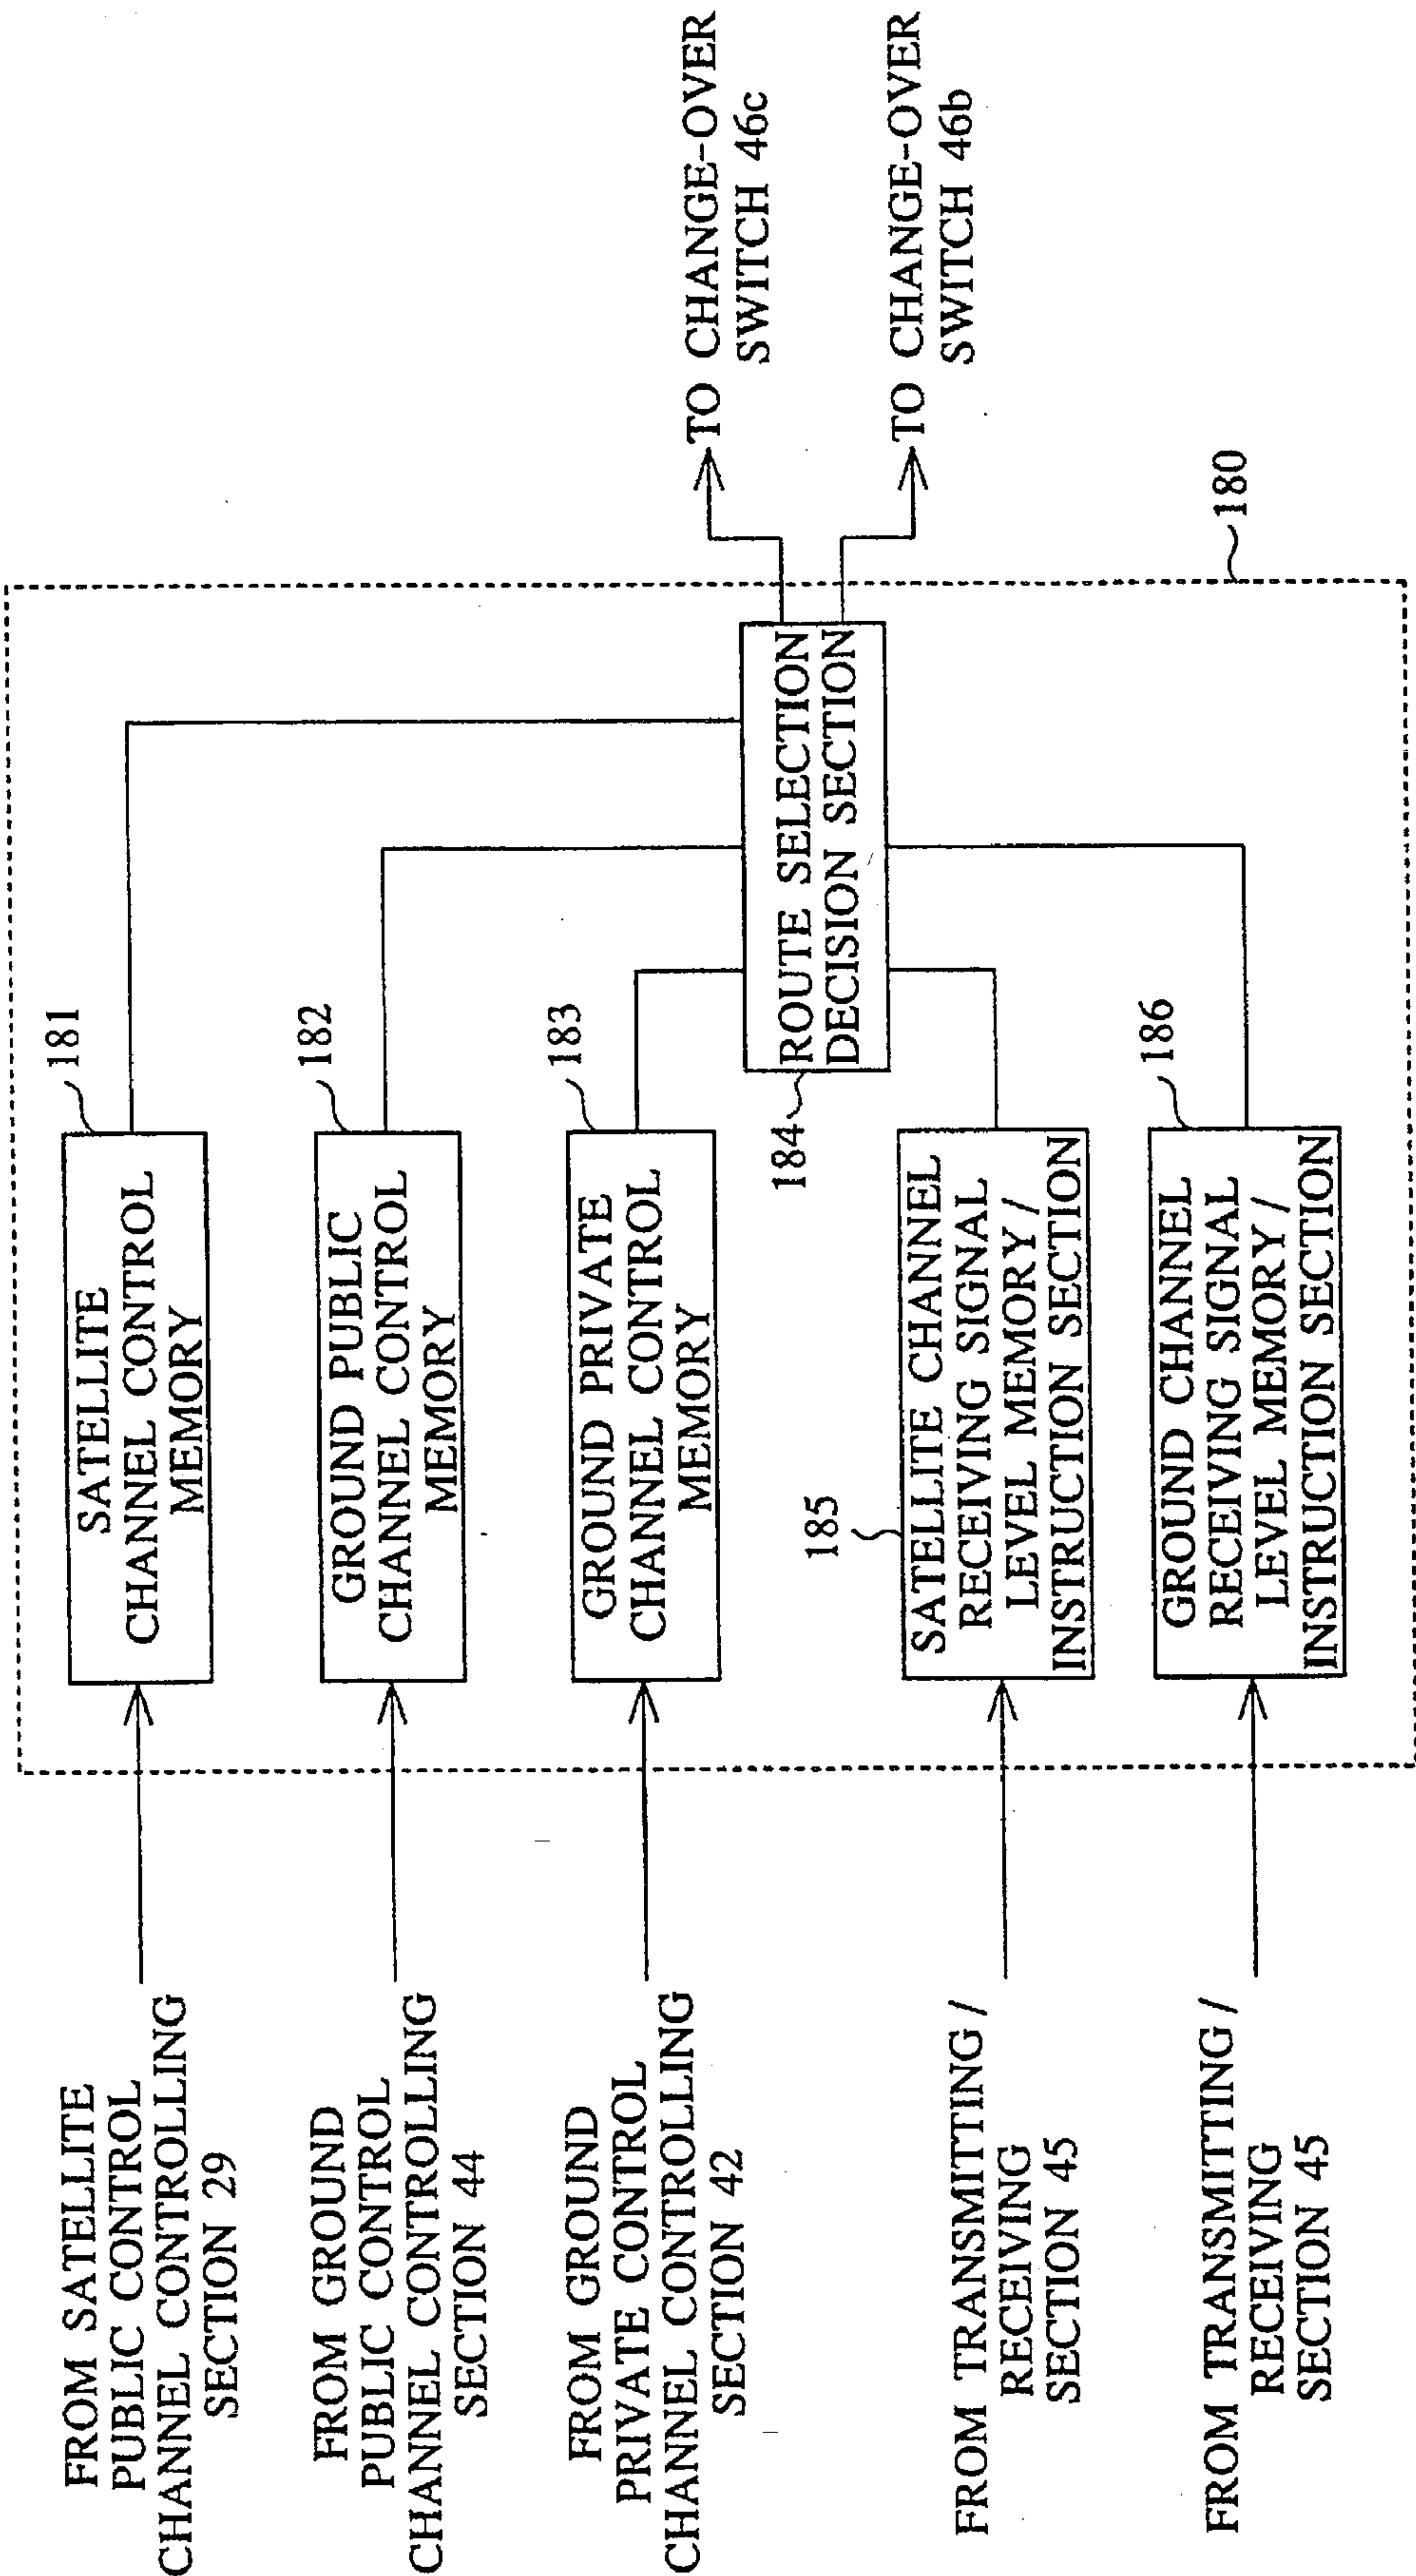 FROM SATELLITE
PUBLIC CONTROL
CHANNEL CONTROLLING
SECTION 29
SATELLITE
CHANNEL CONTROL
MEMORY
181
FROM GROUND
PUBLIC CONTROL
CHANNEL CONTROLLING
SECTION 44
GROUND PUBLIC
CHANNEL CONTROL
MEMORY
182
FROM GROUND
PRIVATE CONTROL
CHANNEL CONTROLLING
SECTION 42
GROUND PRIVATE
CHANNEL CONTROL
MEMORY
183
ROUTE SELECTION
DECISION SECTION
184
TO CHANGE-OVER
SWITCH 46c
TO CHANGE-OVER
SWITCH 46b
FROM TRANSMITTING /
RECEIVING
SECTION 45
185
SATELLITE CHANNEL
RECEIVING SIGNAL
LEVEL MEMORY /
INSTRUCTION SECTION
FROM TRANSMITTING /
RECEIVING
SECTION 45
GROUND CHANNEL
RECEIVING SIGNAL
LEVEL MEMORY /
INSTRUCTION SECTION
186
180